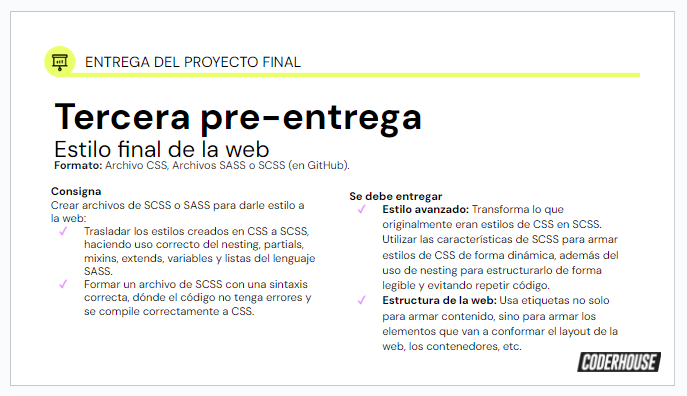 ENTREGA DEL PROYECTO FINAL
Tercera pre-entrega
Estilo final de la web
Formato: Archivo CSS, Archivos SASS o SCSS (en GitHub).
Consigna
Crear archivos de SCSS o SASS para darle estilo a
la web:
Trasladar los estilos creados en CSS a SCSS,
haciendo uso correcto del nesting, partials,
mixins, extends, variables y listas del lenguaje
SASS.
Formar un archivo de SCSS con una sintaxis
correcta, dónde el código no tenga errores y
se compile correctamente a CSS.
Se debe entregar
Estilo avanzado: Transforma lo que
originalmente eran estilos de CSS en SCSS.
Utilizar las características de SCSS para armar
estilos de CSS de forma dinámica, además del
uso de nesting para estructurarlo de forma
legible y evitando repetir código.
Estructura de la web: Usa etiquetas no solo
para armar contenido, sino para armar los
elementos que van a conformar el layout de la
web, los contenedores, etc.
CODERHOUSE